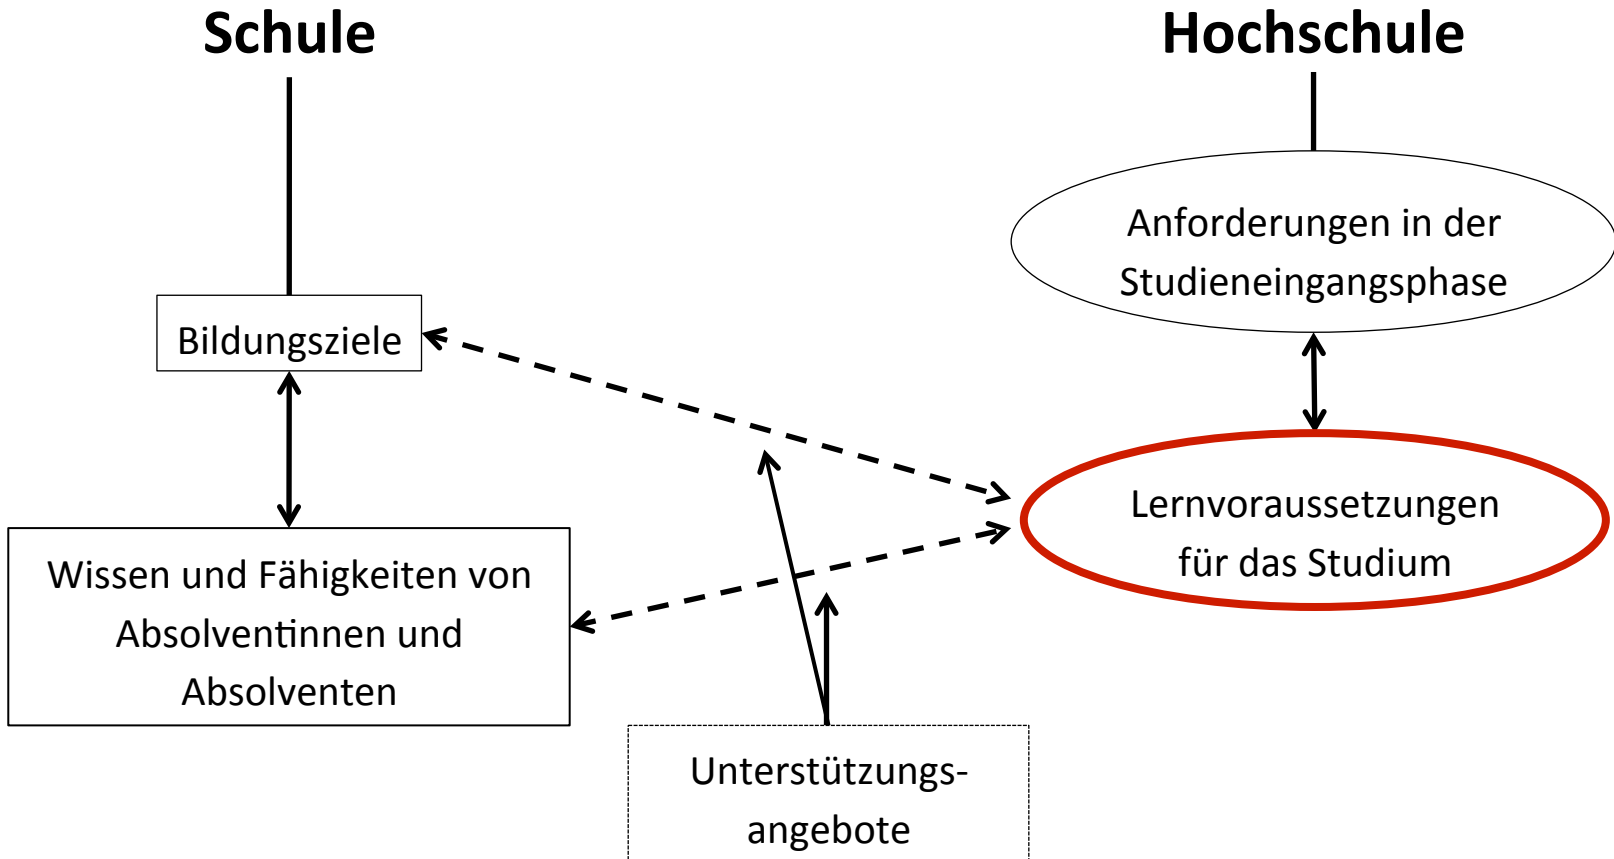 Schule
Hochschule
Anforderungen in der
Studieneingangsphase
Bildungsziele
Lernvoraussetzungen
für das Studium
Wissen und Fähigkeiten von
Absolventinnen und
Absolventen
Unterstützungs-
angebote